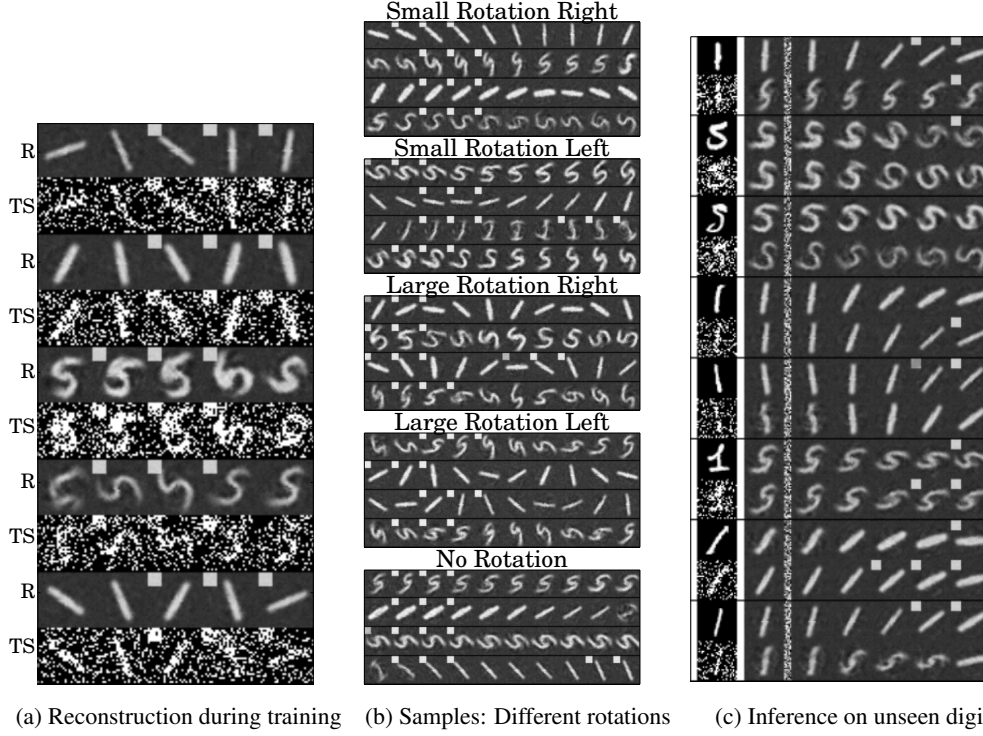 R
TS
R
TS
R
TS
R
TS
R
TS
(a) Reconstruction during training
Small Rotation Right
Small Rotation Left
Large Rotation Right
Large Rotation Left
No Rotation
(b) Samples: Different rotations
(c) Inference on unseen digi